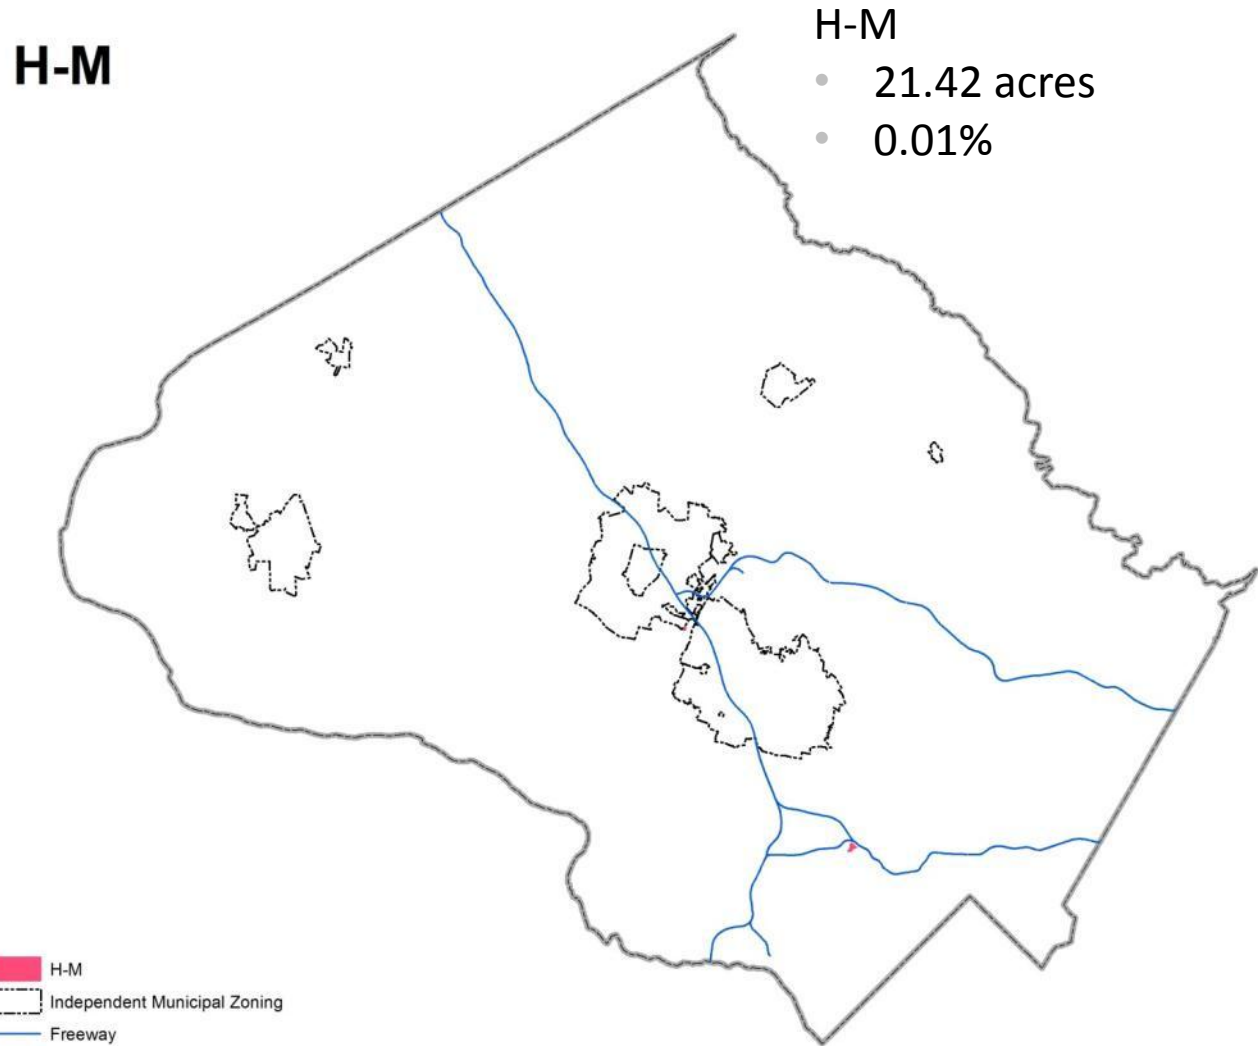 H-M
H-M
• 21.42 acres
• 0.01%
H-M
Independent Municipal Zoning
Freeway